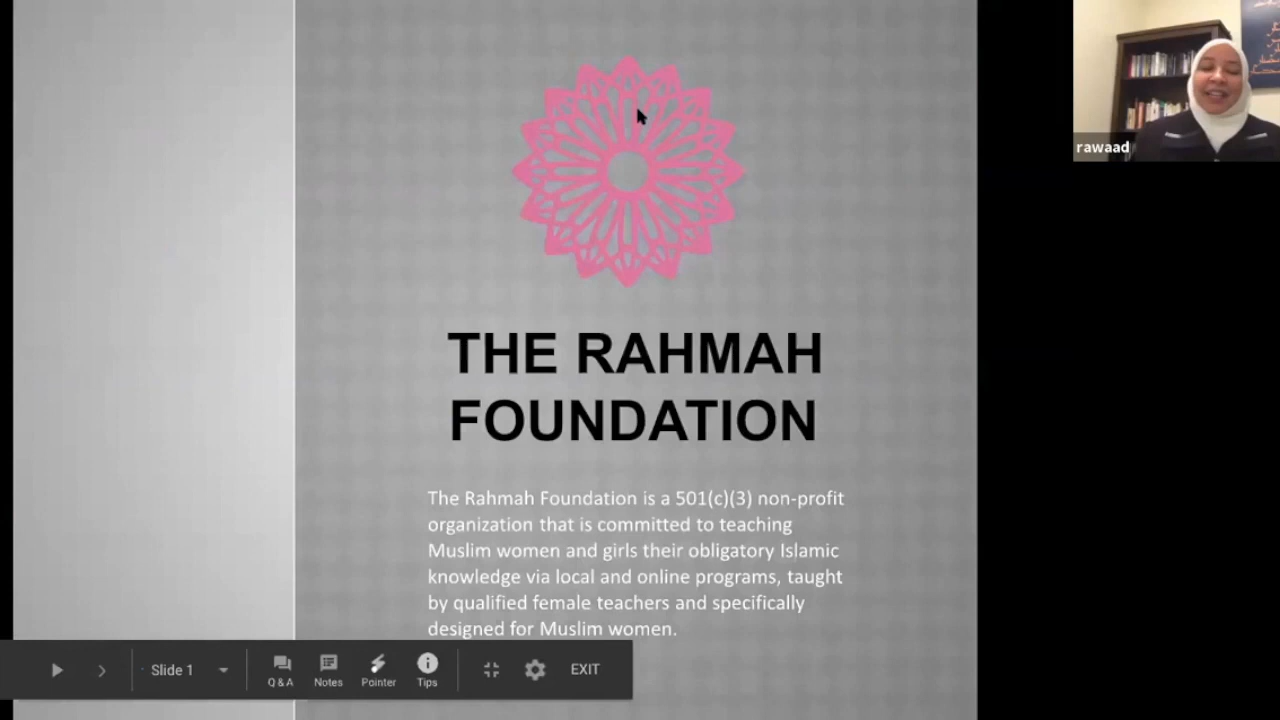 THE RAHMAH
FOUNDATION
The Rahmah Foundation is a 501(c)(3) non-profit
organization that is committed to teaching
Muslim women and girls their obligatory Islamic
knowledge via local and online programs, taught
by qualified female teachers and specifically
designed for Muslim women.
rawaad
Slide 1
Q & A
Notes
Pointer
Tips
EXIT